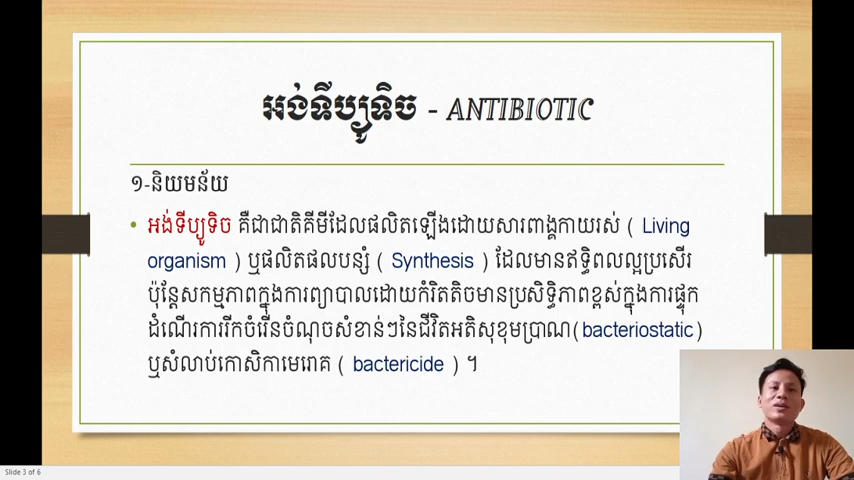 អង់ទីប្យូទិច - ANTIBIOTIC
១-និយមន័យ
• អង់ទីប្យូទិច គឺជាជាតិគីមីដែលផលិតឡើងដោយសារពាង្គកាយរស់ ( Living
organism ) ឬផលិតផលបន្សំ ( Synthesis ) ដែលមានឥទ្ធិពលល្អប្រសើរ
ប៉ុន្តែសកម្មភាពក្នុងការព្យាបាលដោយកំរិតតិចមានប្រសិទ្ធិភាពខ្ពស់ក្នុងការផ្ទុក
ដំណើរការរីកចំរើនចំណុចសំខាន់ៗនៃជីវិតអតិសុខុមប្រាណ(bacteriostatic)
ឬសំលាប់កោសិកាមេរោគ ( bactericide ) ។
Slide 3 of 6